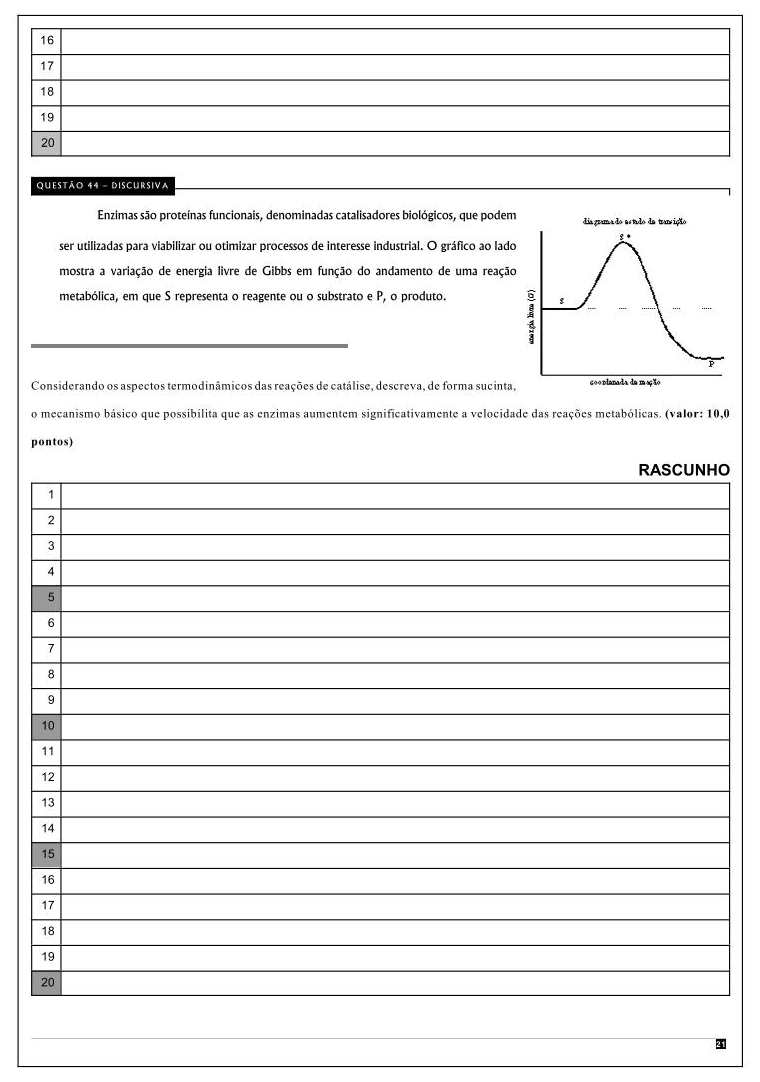 16
17
18
19
20
QUESTÃO 44 – DISCURSIVA
Enzimas são proteínas funcionais, denominadas catalisadores biológicos, que podem
ser utilizadas para viabilizar ou otimizar processos de interesse industrial. O gráfico ao lado
mostra a variação de energia livre de Gibbs em função do andamento de uma reação
metabólica, em que S representa o reagente ou o substrato e P, o produto.
diagrama do estado da transição
S *
S
P
energia livre (G)
coordenada da reação
Considerando os aspectos termodinâmicos das reações de catálise, descreva, de forma sucinta,
o mecanismo básico que possibilita que as enzimas aumentem significativamente a velocidade das reações metabólicas. (valor: 10,0
pontos)
RASCUNHO
1
2
3
4
5
6
7
8
9
10
11
12
13
14
15
16
17
18
19
20
21